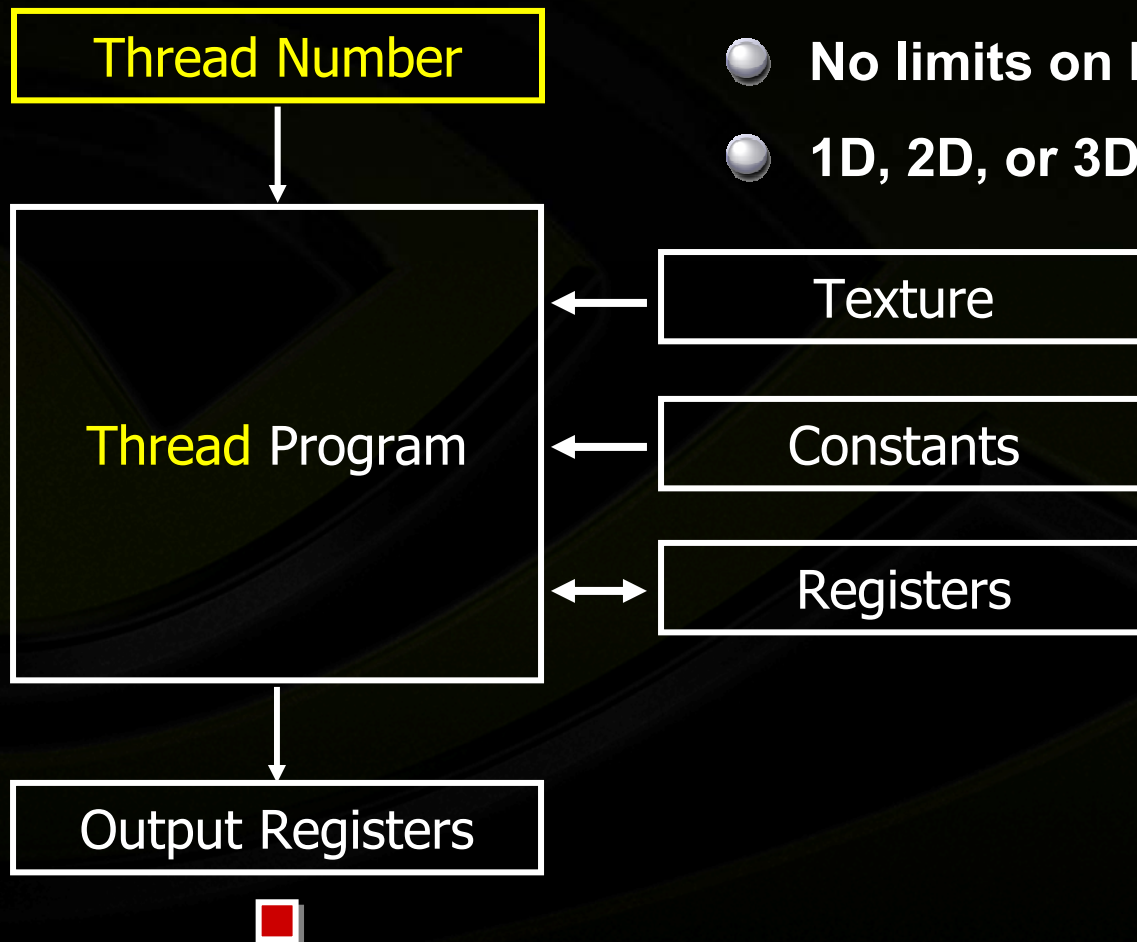 Thread Number
No limits on
1D, 2D, or 3D
Texture
Thread Program
Constants
Registers
Output Registers